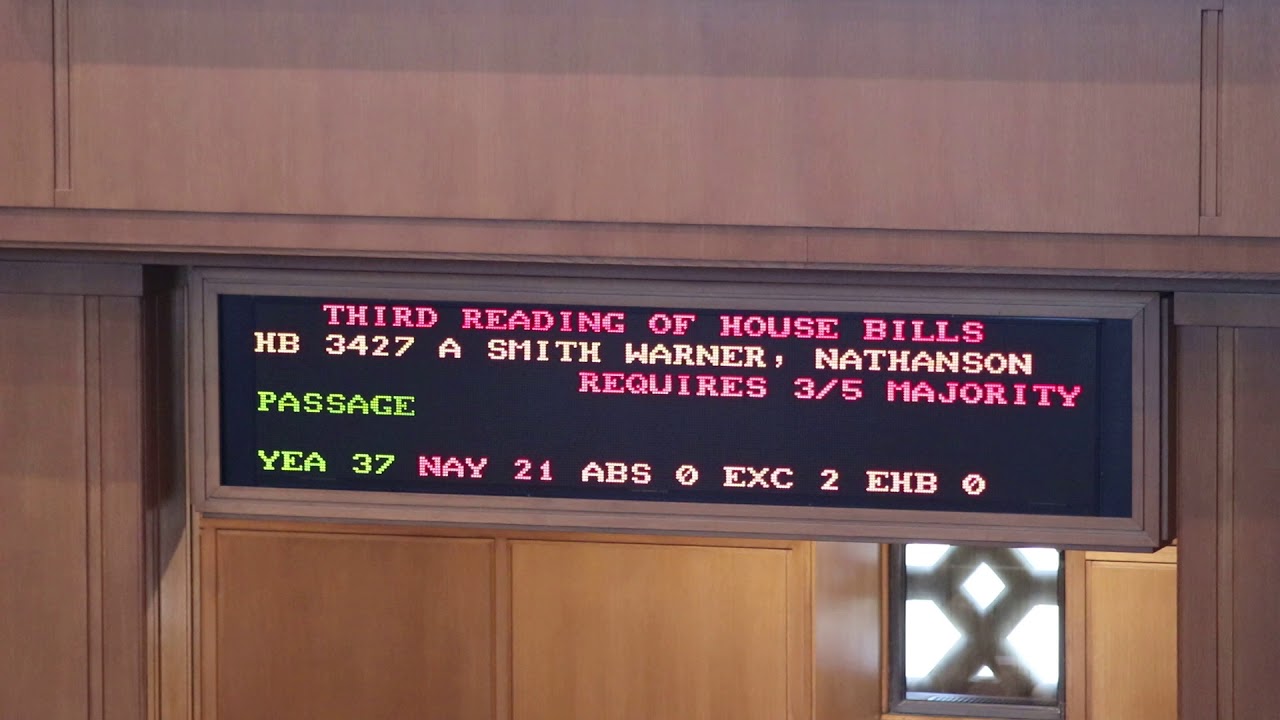 THIRD READING OF HOUSE BILLS
HB 3427 A SMITH WARNER, NATHANSON
REQUIRES 3/5 MAJORITY
PASSAGE
YEA 37 NAY 21 ABS 0 EXC 2 EHB 0